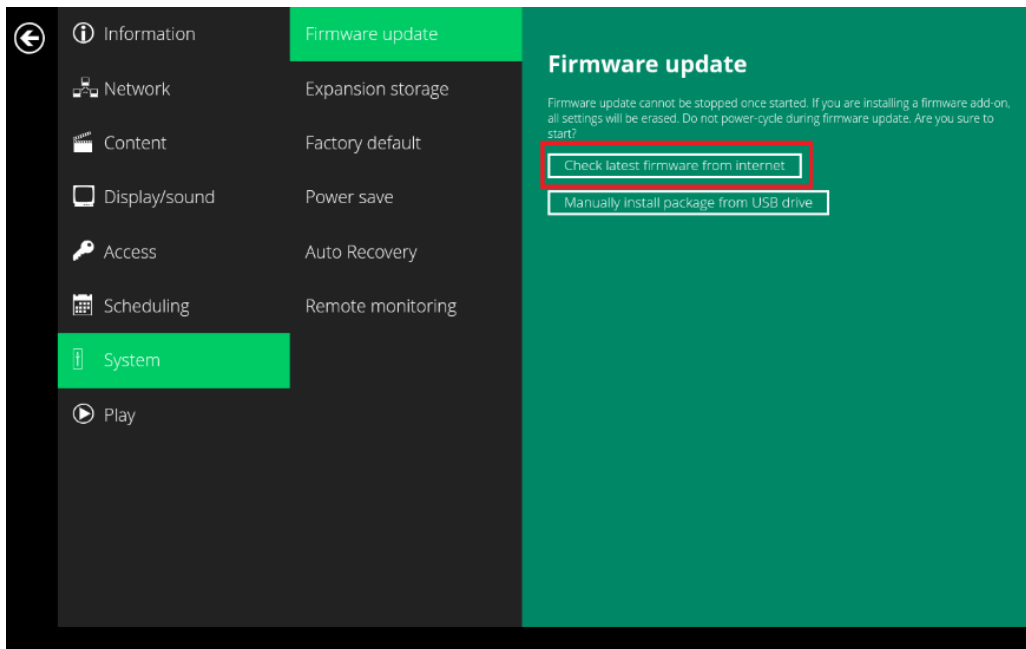 Information
Network
Content
Display/sound
Access
Scheduling
System
Play
Firmware update
Expansion storage
Factory default
Power save
Auto Recovery
Remote monitoring
Firmware update
Firmware update cannot be stopped once started. If you are installing a firmware add-on,
all settings will be erased. Do not power-cycle during firmware update. Are you sure to
start?
Check latest firmware from internet
Manually install package from USB drive